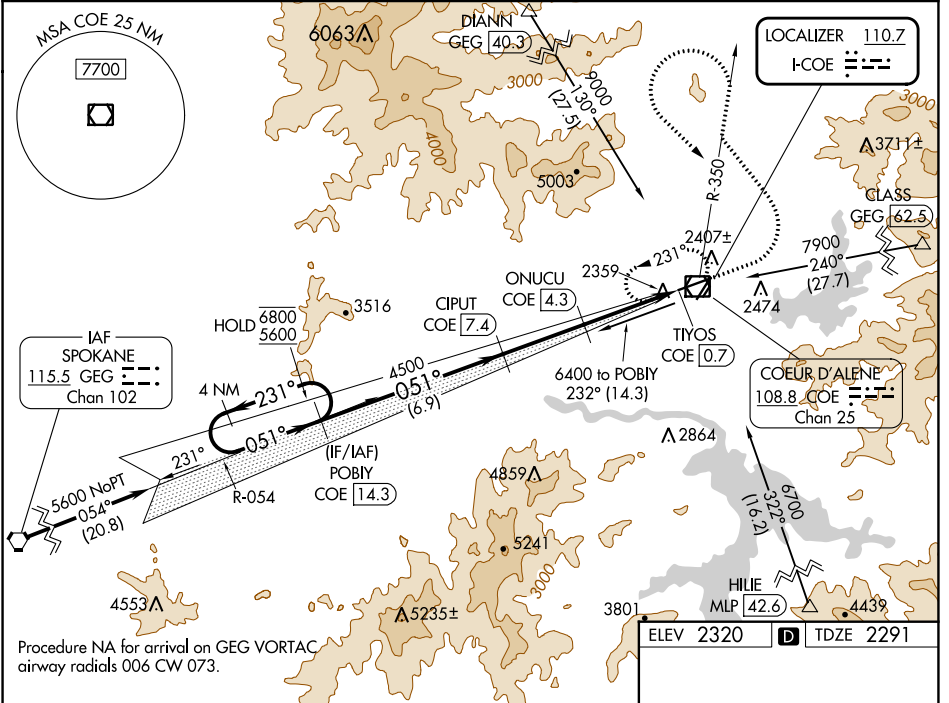 MSA COE 25 NM
7700
6063
DIANN
GEG 40.3
9000
130°
(27.5)
3000
4000
5003
LOCALIZER 110.7
I-COE
3000
3711±
CLASS
GEG 62.5
R-350
7900
240°
(27.7)
2407±
231°
2359
2474
ONUCU
COE 4.3
CIPUT
COE 7.4
TIYOS
COE 0.7
3516
HOLD 6800
5600
IAF
SPOKANE
115.5 GEG
Chan 102
4 NM
231°
4500
051°
(6.9)
6400 to POBIY
232° (14.3)
COEUR D'ALENE
108.8 COE
Chan 25
051°
231°
(IF/IAF)
POBIY
COE 14.3
R-054
5600 NoPT
054°
(20.8)
2864
4859
6700
322°
(16.2)
5241
3000
4553
5235±
3801
HILIE
MLP 42.6
4439
Procedure NA for arrival on GEG VORTAC
airway radials 006 CW 073.
ELEV 2320 D TDZE 2291